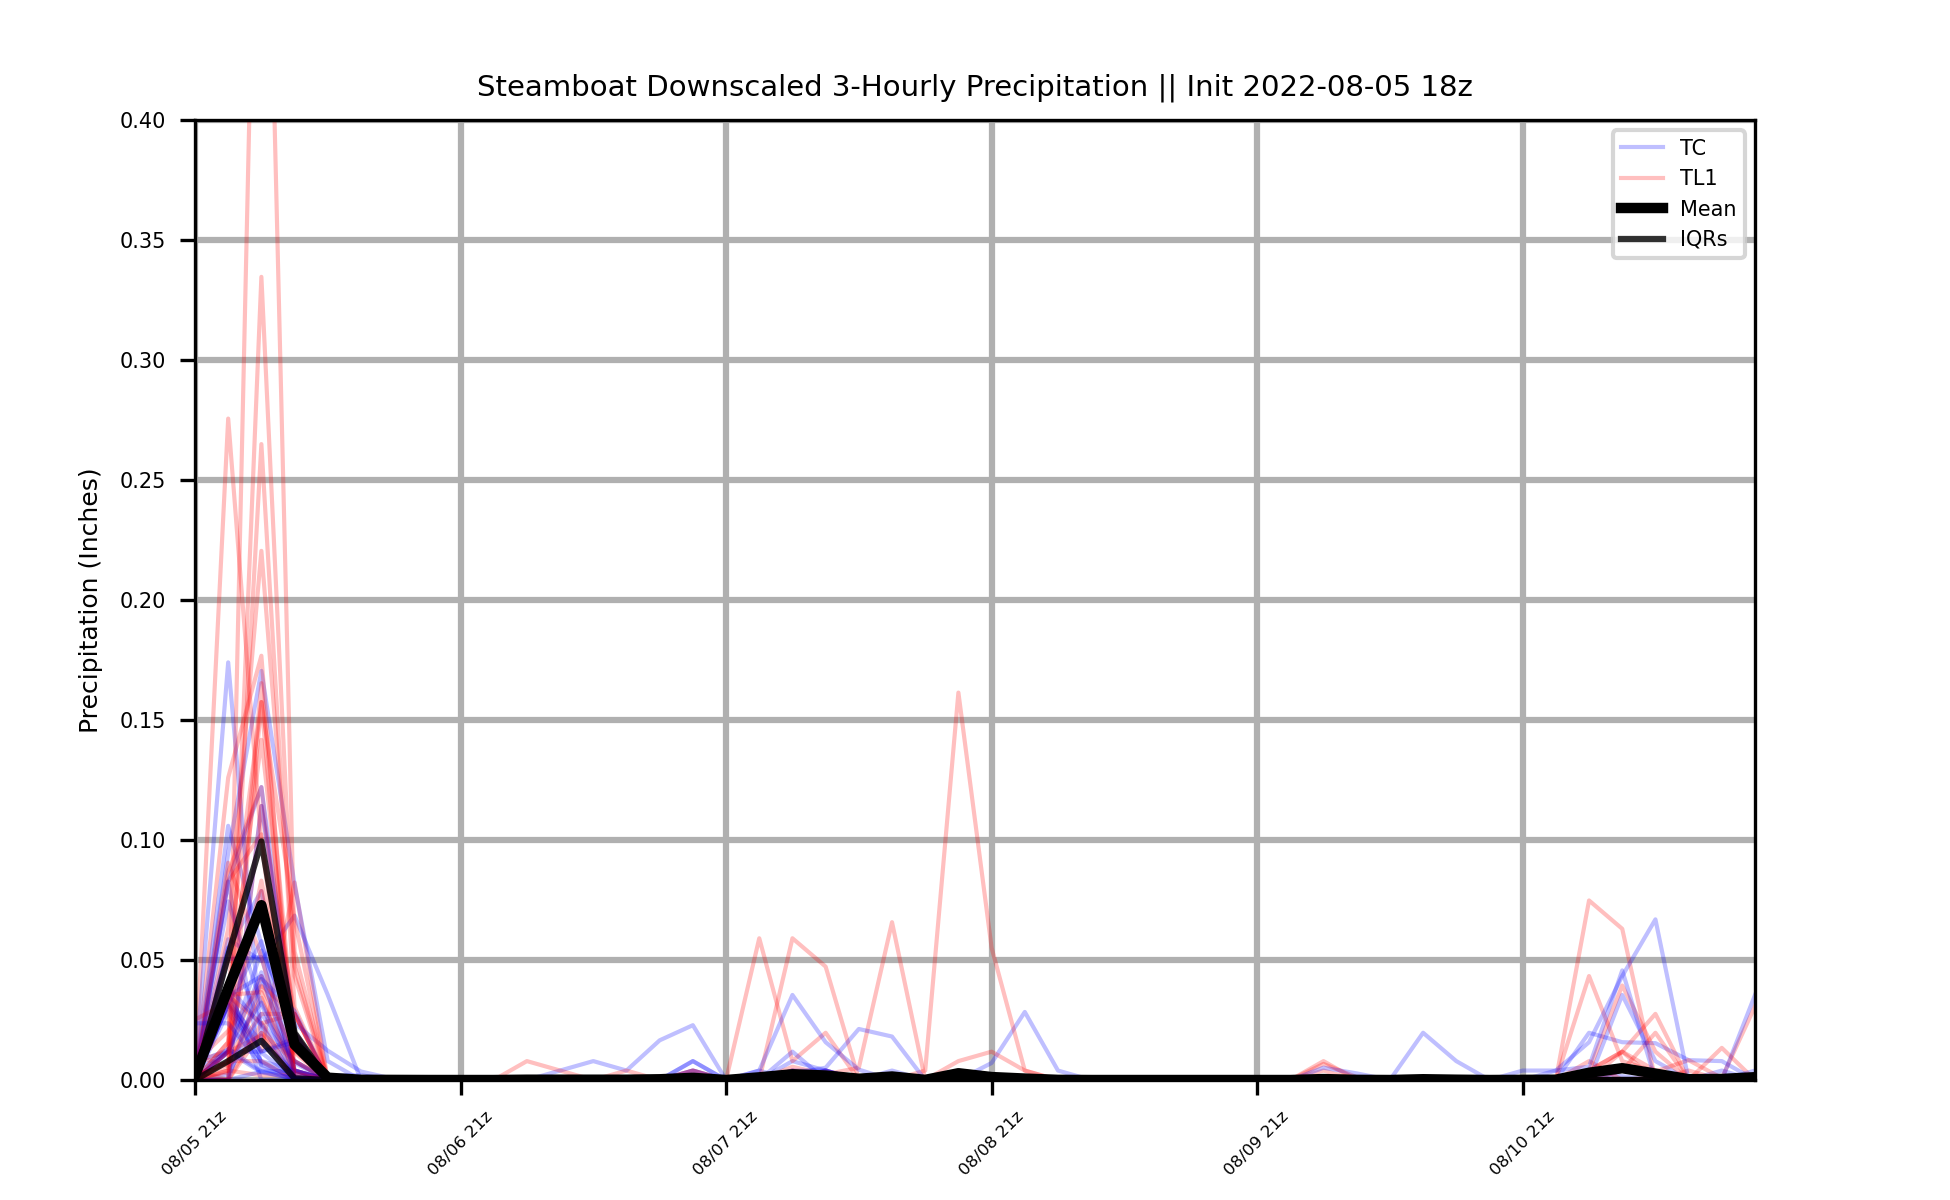 Steamboat Downscaled 3-Hourly Precipitation || Init 2022-08-05 18z
0.40
0.35
0.30
0.25
0.20
0.15
0.10
0.05
0.00
Precipitation (Inches)
TC
TL1
Mean
IQRs
08/05 21z
08/06 21z
08/07 21z
08/08 21z
08/09 21z
08/10 21z